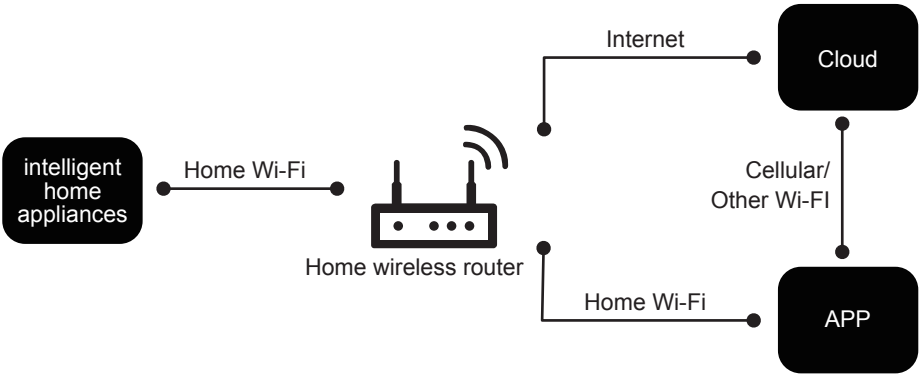 Internet
Cloud
intelligent
home
appliances
Home Wi-Fi
Cellular/
Other Wi-FI
Home wireless router
Home Wi-Fi
APP